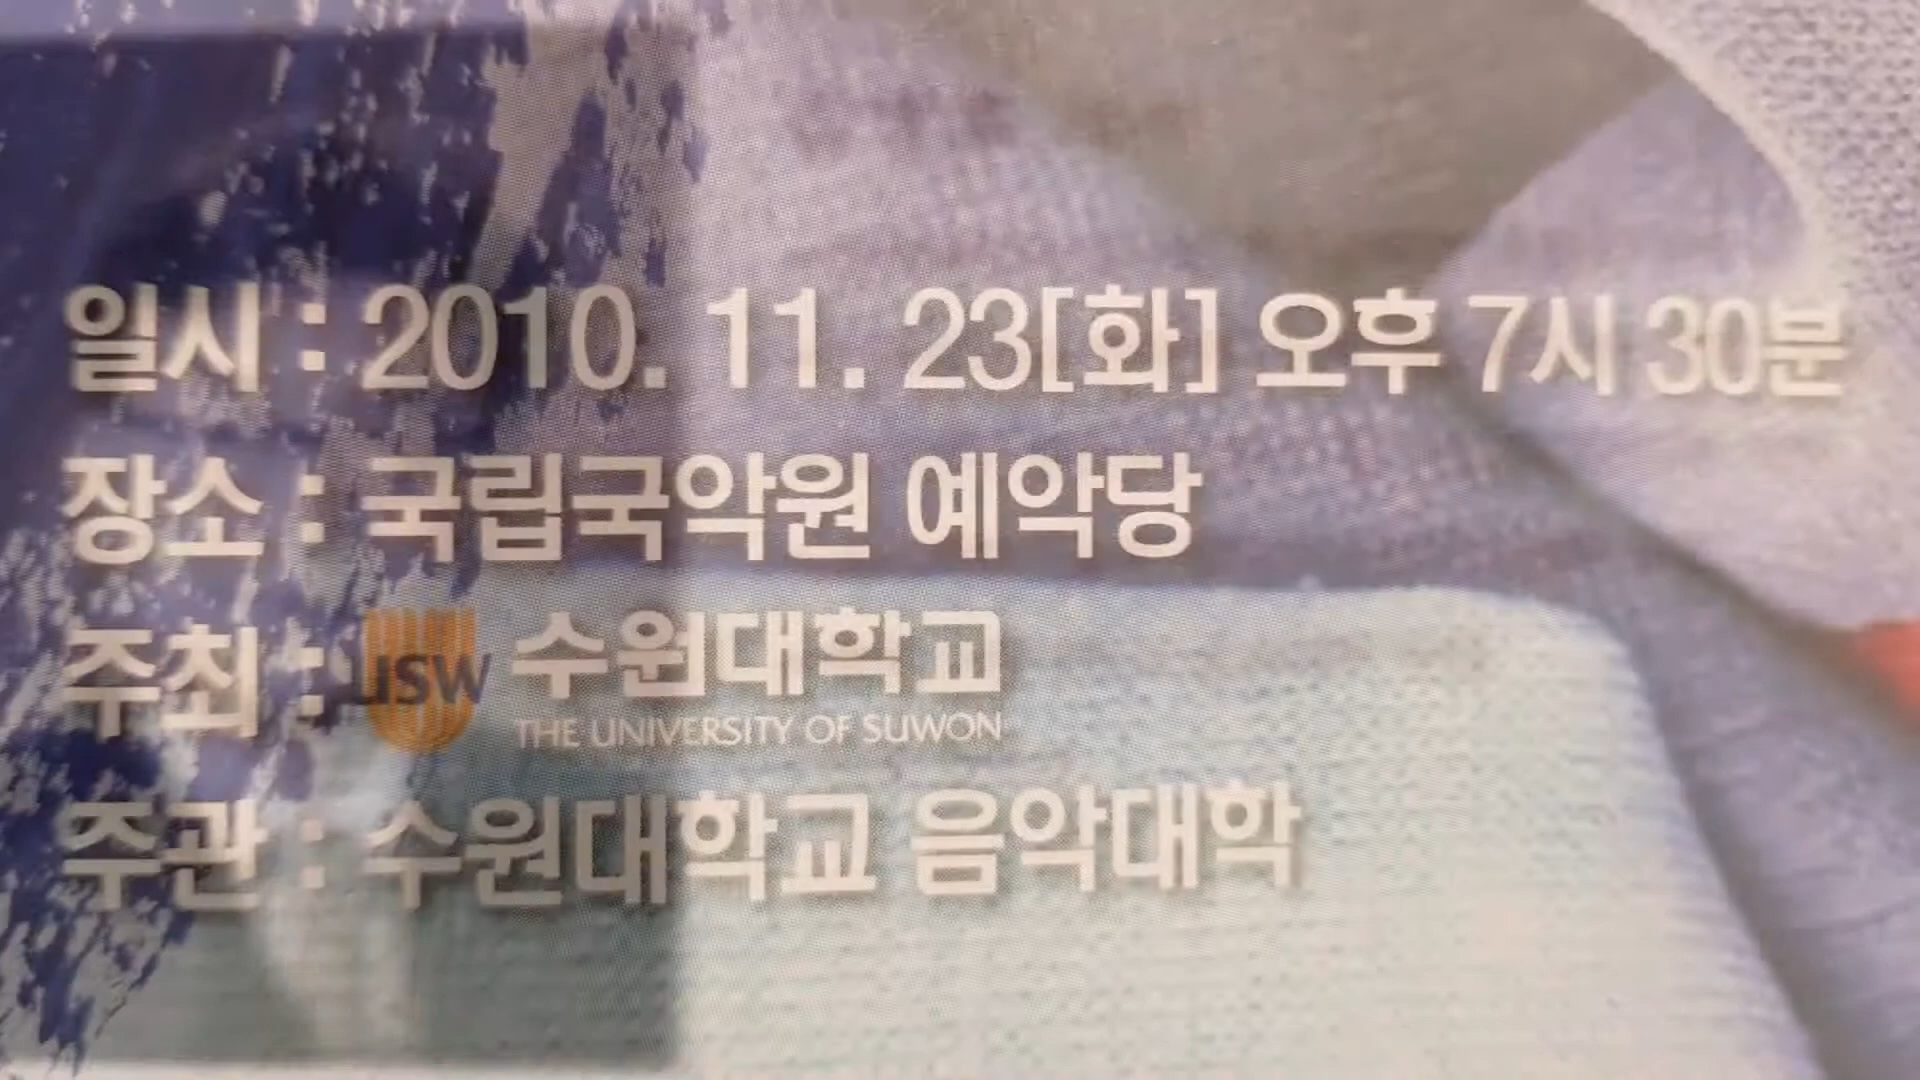 일시 : 2010. 11. 23[화] 오후 7시 30분
장소 : 국립국악원 예악당
주최 : USW 수원대학교
THE UNIVERSITY OF SUWON
주관 : 수원대학교 음악대학